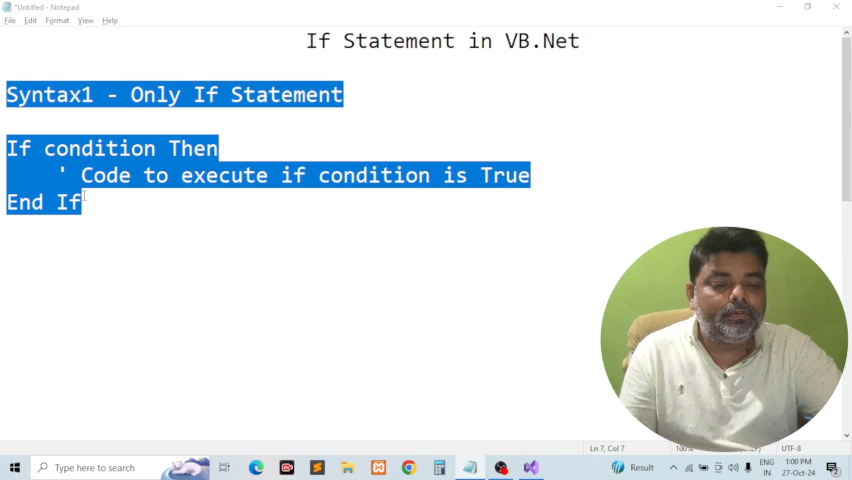 *Untitled - Notepad
File Edit Format View Help
If Statement in VB.Net
Syntax1 - Only If Statement
If condition Then
' Code to execute if condition is True
End If
Ln 7, Col 7
100%
UTF-8
Type here to search
Result
ENG
IN
1:00 PM
27-Oct-24
2